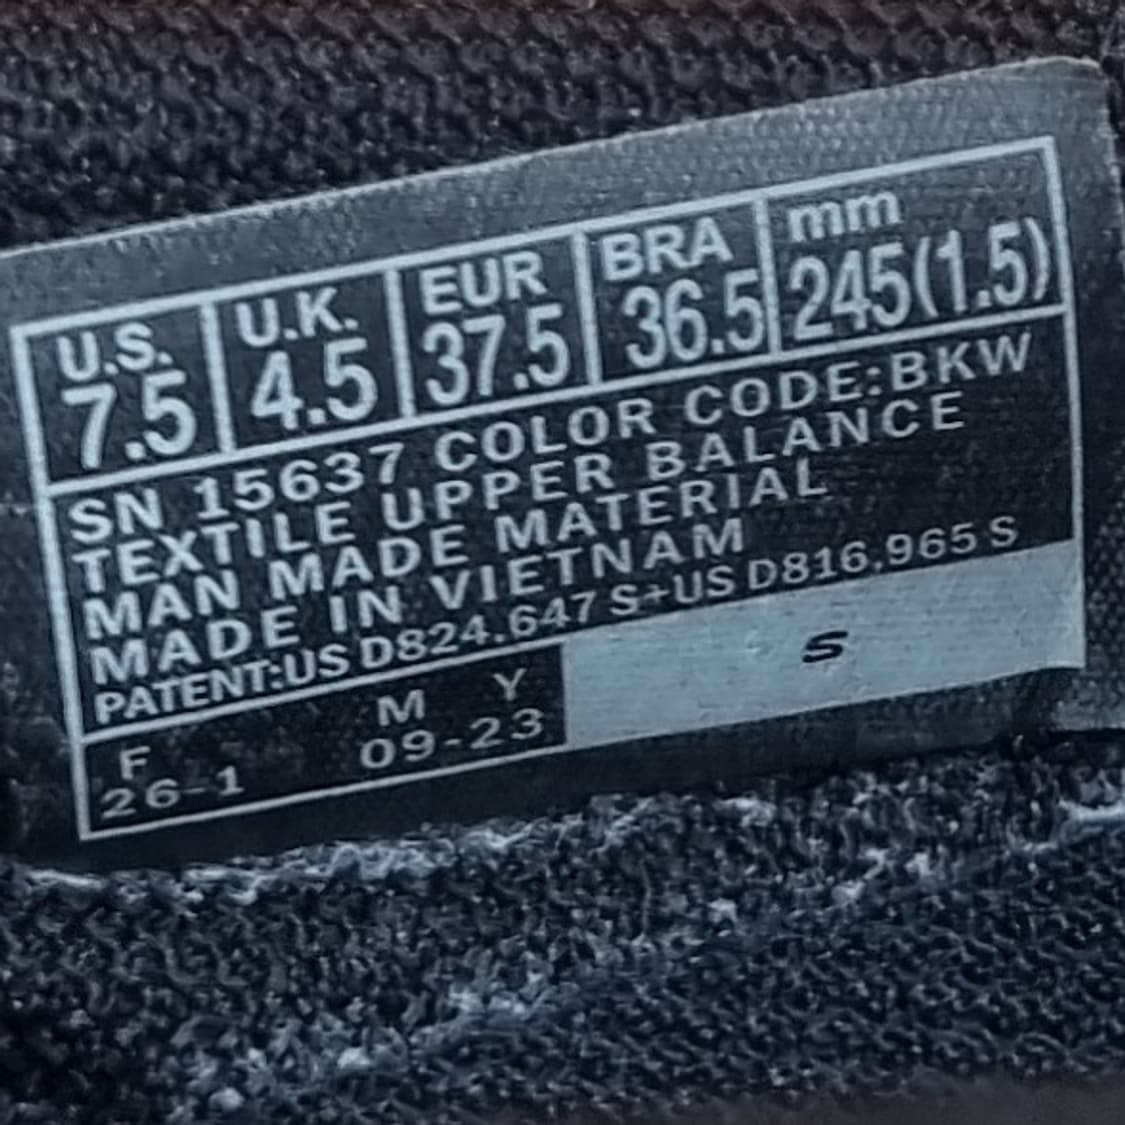 U.S. U.K. EUR BRA mm
7.5 4.5 37.5 36.5 245(1.5)
SN 15637 COLOR CODE:BKW
TEXTILE UPPER BALANCE
MAN MADE MATERIAL
MADE IN VIETNAM
PATENT:US D824.647 S+US D816,965 S
F M Y S
26-1 09-23